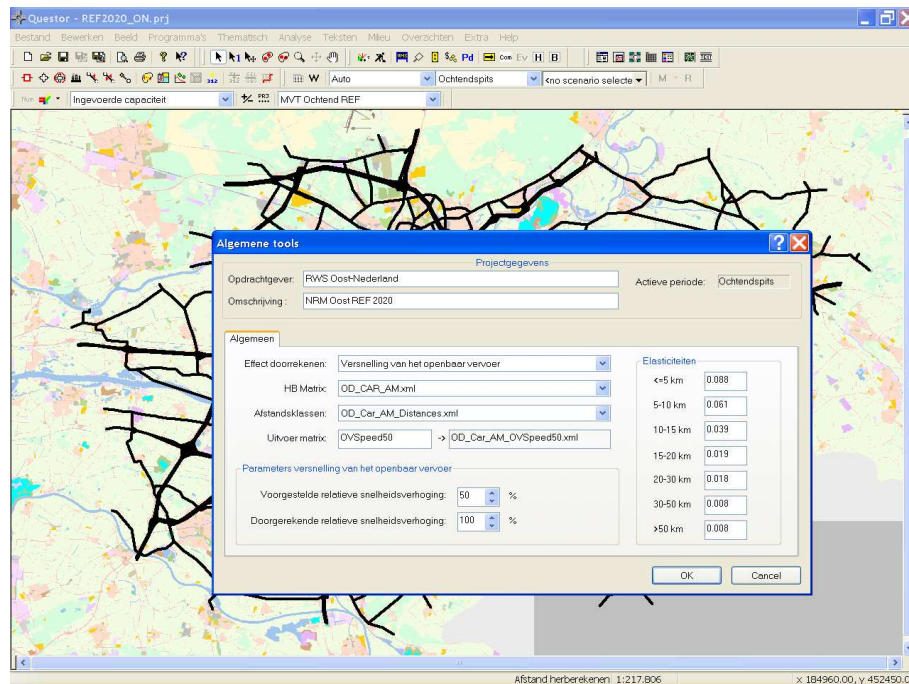 Questor - REF2020_ON.prj
Bestand Bewerken Beeld Programma's Thematisch Analyse Teksten Milieu Overzichten Extra Help
Pd Com Ev H B
312 W Auto Ochtendspits <no scenario selecte M - R
Num Ingevoerde capaciteit PRJ MVT Ochtend REF
Algemene tools
Projectgegevens
Opdrachtgever: RWS Oost-Nederland Actieve periode: Ochtendspits
Omschrijving : NRM Oost REF 2020
Algemeen
Effect doorrekenen: Versnelling van het openbaar vervoer
HB Matrix: OD_CAR_AM.xml
Afstandsklassen: OD_Car_AM_Distances.xml
Uitvoer matrix: OVSpeed50 -> OD_Car_AM_OVSpeed50.xml
Parameters versnelling van het openbaar vervoer
Voorgestelde relatieve snelheidsverhoging: 50 %
Doorgerekende relatieve snelheidsverhoging: 100 %
Elasticiteiten
<=5 km 0.088
5-10 km 0.061
10-15 km 0.039
15-20 km 0.019
20-30 km 0.018
30-50 km 0.008
>50 km 0.008
OK Cancel
Afstand herberekenen 1:217.806 x 184960.00, y 452450.0